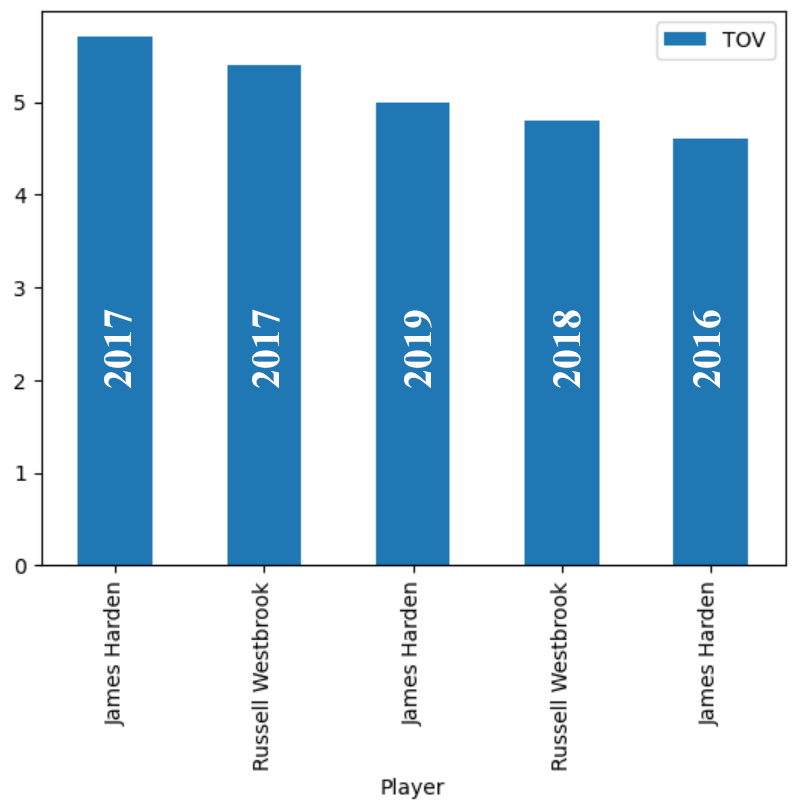 TOV
5
4
3
2
1
0
2017
2017
2019
2018
2016
James Harden
Russell Westbrook
James Harden
Russell Westbrook
James Harden
Player